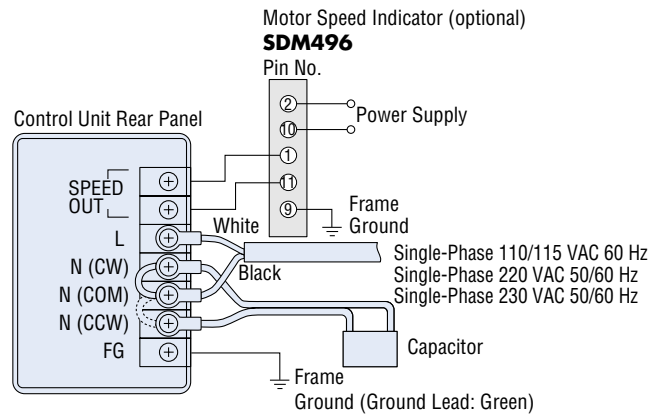 Motor Speed Indicator (optional)
SDM496
Pin No.
2
Power Supply
10
1
11
9
Frame
Ground
Control Unit Rear Panel
SPEED
OUT
L
N (CW)
N (COM)
N (CCW)
FG
White
Black
Single-Phase 110/115 VAC 60 Hz
Single-Phase 220 VAC 50/60 Hz
Single-Phase 230 VAC 50/60 Hz
Capacitor
Frame
Ground (Ground Lead: Green)